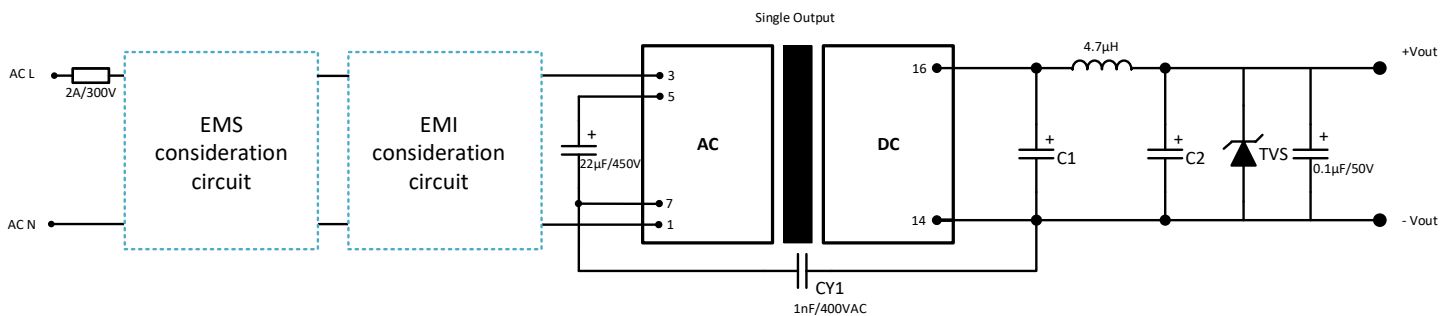 Single Output
AC L
2A/300V
EMS
consideration
circuit
EMI
consideration
circuit
3
5
+
22μF/450V
7
1
AC
DC
16
14
4.7μH
+
C1
+
C2
TVS
+
0.1μF/50V
+Vout
AC N
- Vout
CY1
1nF/400VAC